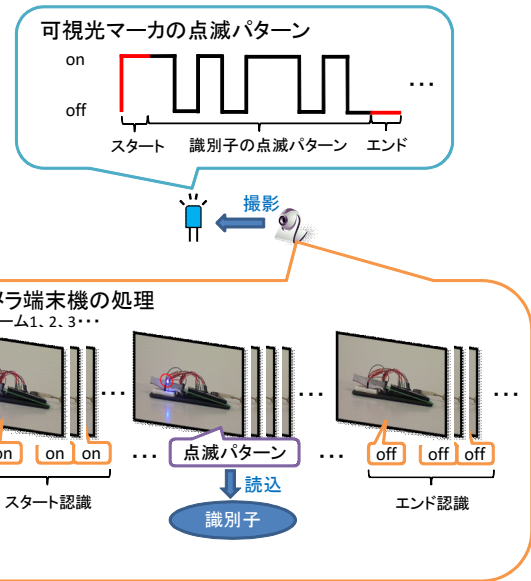 可視光マーカの点滅パターン
on
off
...
スタート 識別子の点滅パターン エンド
撮影
ラ端末機の処理
ーム1、2、3・・・
... ... ...
on on on ... 点滅パターン ... off off off
スタート認識 読込 エンド認識
識別子